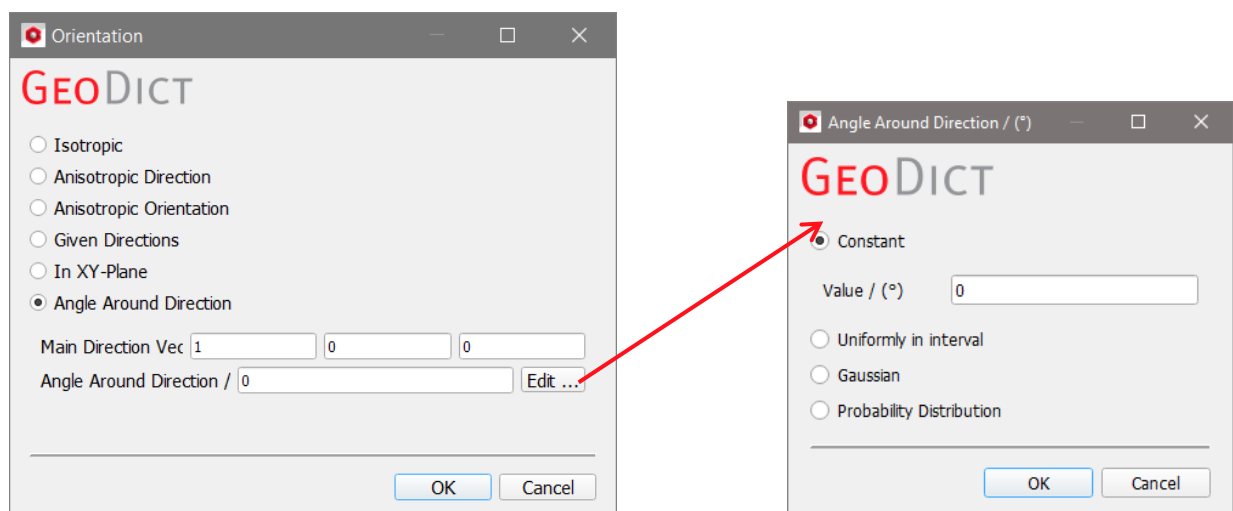 Orientation
GEODICT
Isotropic
Anisotropic Direction
Anisotropic Orientation
Given Directions
In XY-Plane
Angle Around Direction
Main Direction Vec 1 0 0
Angle Around Direction / 0 Edit ...
OK Cancel
Angle Around Direction / (°)
GEODICT
Constant
Value / (°) 0
Uniformly in interval
Gaussian
Probability Distribution
OK Cancel